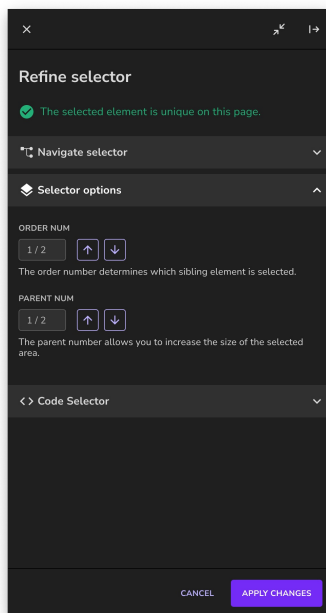 Refine selector
The selected element is unique on this page.
Navigate selector
Selector options
ORDER NUM
1 / 2
The order number determines which sibling element is selected.
PARENT NUM
1 / 2
The parent number allows you to increase the size of the selected
area.
Code Selector
CANCEL
APPLY CHANGES